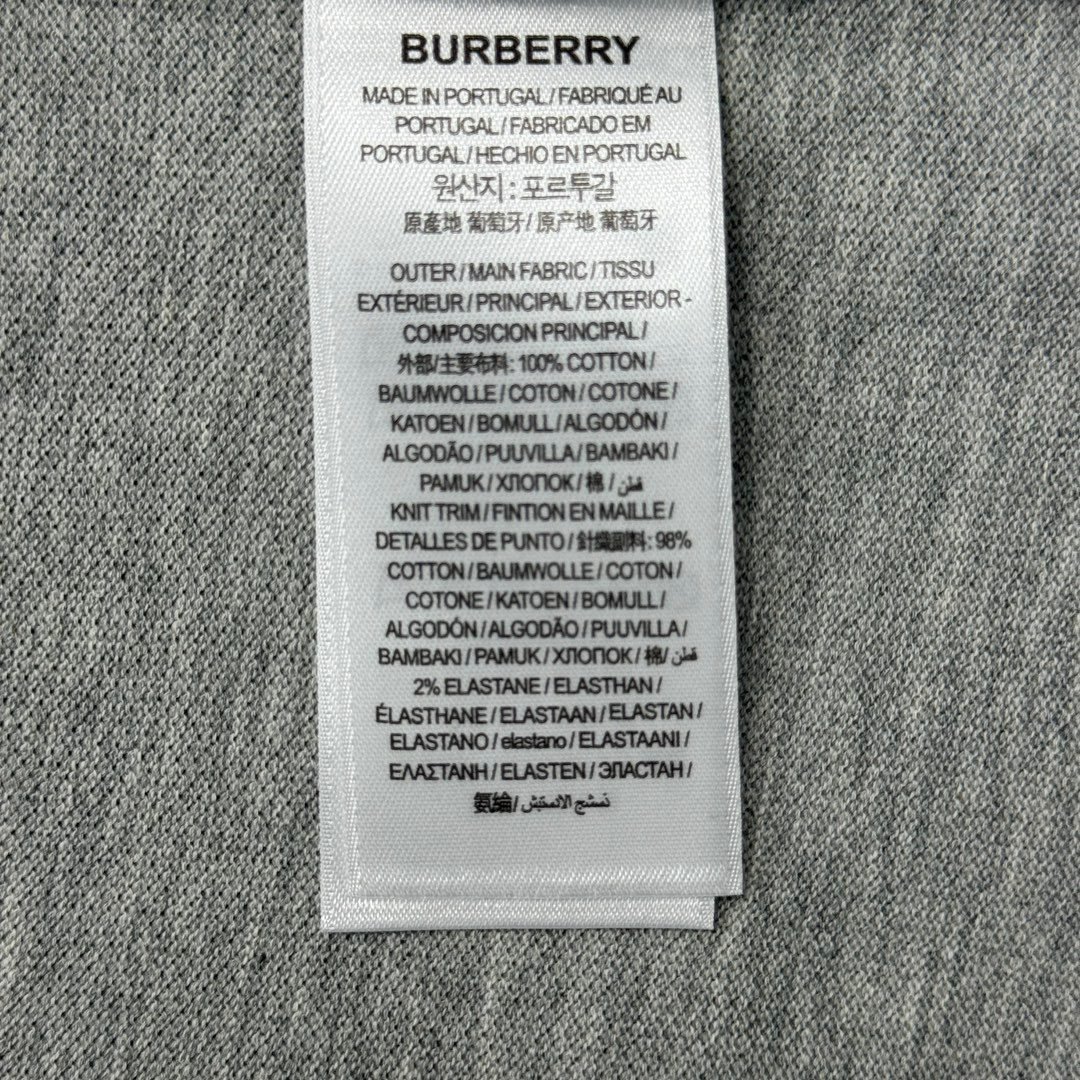 BURBERRY
MADE IN PORTUGAL / FABRIQUÉ AU
PORTUGAL / FABRICADO EM
PORTUGAL / HECHIO EN PORTUGAL
원산지 : 포르투갈
原產地 葡萄牙 / 原产地 葡萄牙
OUTER / MAIN FABRIC / TISSU
EXTÉRIEUR / PRINCIPAL / EXTERIOR -
COMPOSICION PRINCIPAL /
外部/主要布料: 100% COTTON /
BAUMWOLLE / COTON / COTONE /
KATOEN / BOMULL / ALGODÓN /
ALGODÃO / PUUVILLA / BAMBAKI /
PAMUK / ХЛОПОК / 棉 / قطن
KNIT TRIM / FINTION EN MAILLE /
DETALLES DE PUNTO / 針織副料: 98%
COTTON / BAUMWOLLE / COTON /
COTONE / KATOEN / BOMULL /
ALGODÓN / ALGODÃO / PUUVILLA /
BAMBAKI / PAMUK / ХЛОПОК / 棉/ قطن
2% ELASTANE / ELASTHAN /
ÉLASTHANE / ELASTAAN / ELASTAN /
ELASTANO / elastano / ELASTAANI /
ΕΛΑΣΤΑΝΗ / ELASTEN / ЭЛАСТАН /
氨綸/